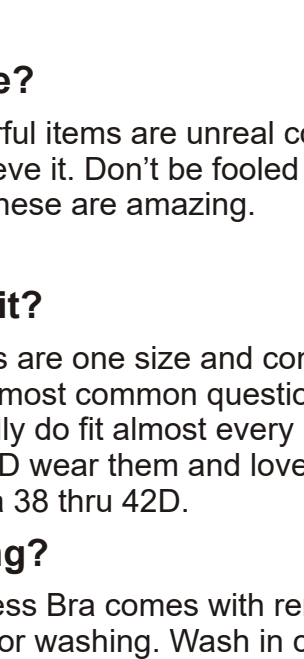 e?
rful items are unreal co
eve it. Don’t be fooled
hese are amazing.
it?
s are one size and cor
most common questio
lly do fit almost every
D wear them and love
a 38 thru 42D.
ng?
ess Bra comes with re
or washing. Wash in c